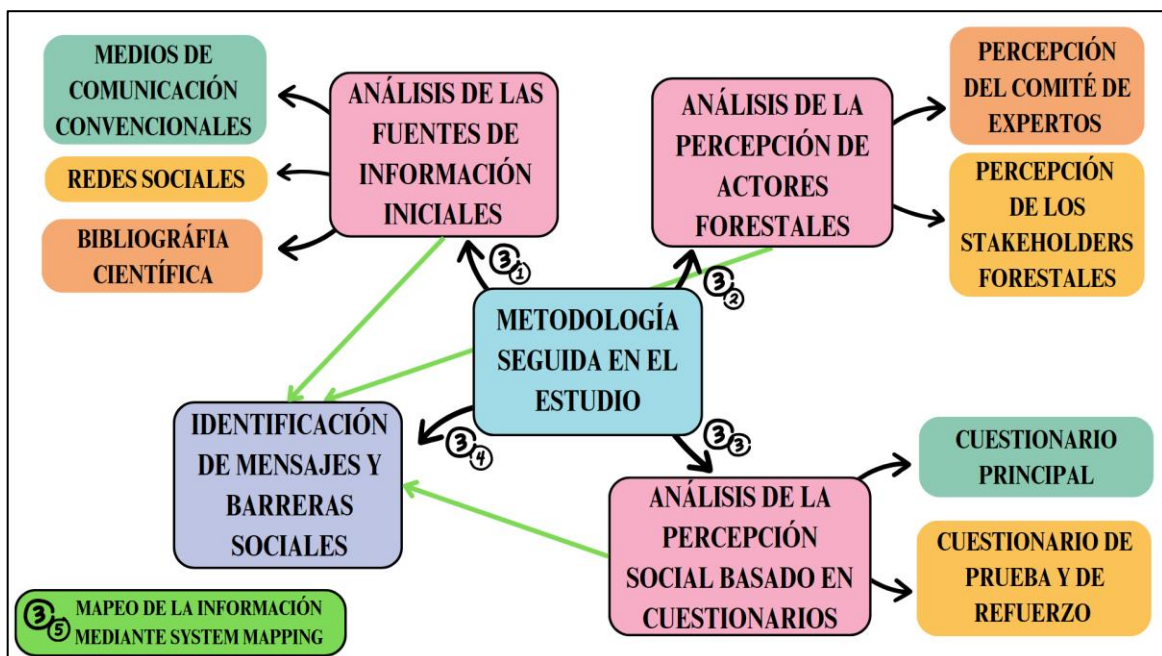 MEDIOS DE
COMUNICACIÓN
CONVENCIONALES
REDES SOCIALES
BIBLIOGRÁFIA
CIENTÍFICA
ANÁLISIS DE LAS
FUENTES DE
INFORMACIÓN
INICIALES
ANÁLISIS DE LA
PERCEPCIÓN DE
ACTORES
FORESTALES
PERCEPCIÓN
DEL COMITÉ DE
EXPERTOS
PERCEPCIÓN
DE LOS
STAKEHOLDERS
FORESTALES
3 1
3 2
METODOLOGÍA
SEGUIDA EN EL
ESTUDIO
3 4
3 3
IDENTIFICACIÓN
DE MENSAJES Y
BARRERAS
SOCIALES
ANÁLISIS DE LA
PERCEPCIÓN
SOCIAL BASADO EN
CUESTIONARIOS
CUESTIONARIO
PRINCIPAL
CUESTIONARIO DE
PRUEBA Y DE
REFUERZO
3 5
MAPEO DE LA INFORMACIÓN
MEDIANTE SYSTEM MAPPING